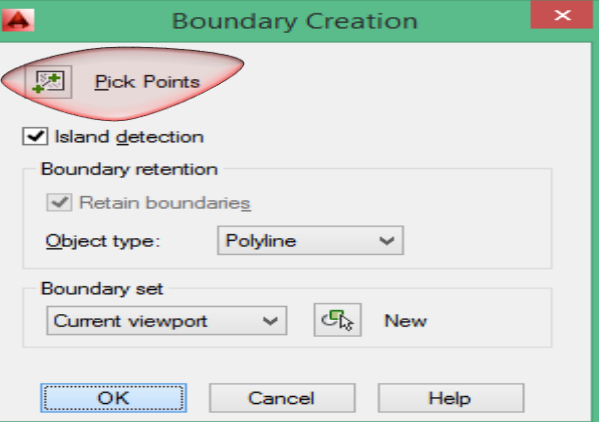 Boundary Creation
Pick Points
Island detection
Boundary retention
Retain boundaries
Object type: Polyline
Boundary set
Current viewport New
OK Cancel Help